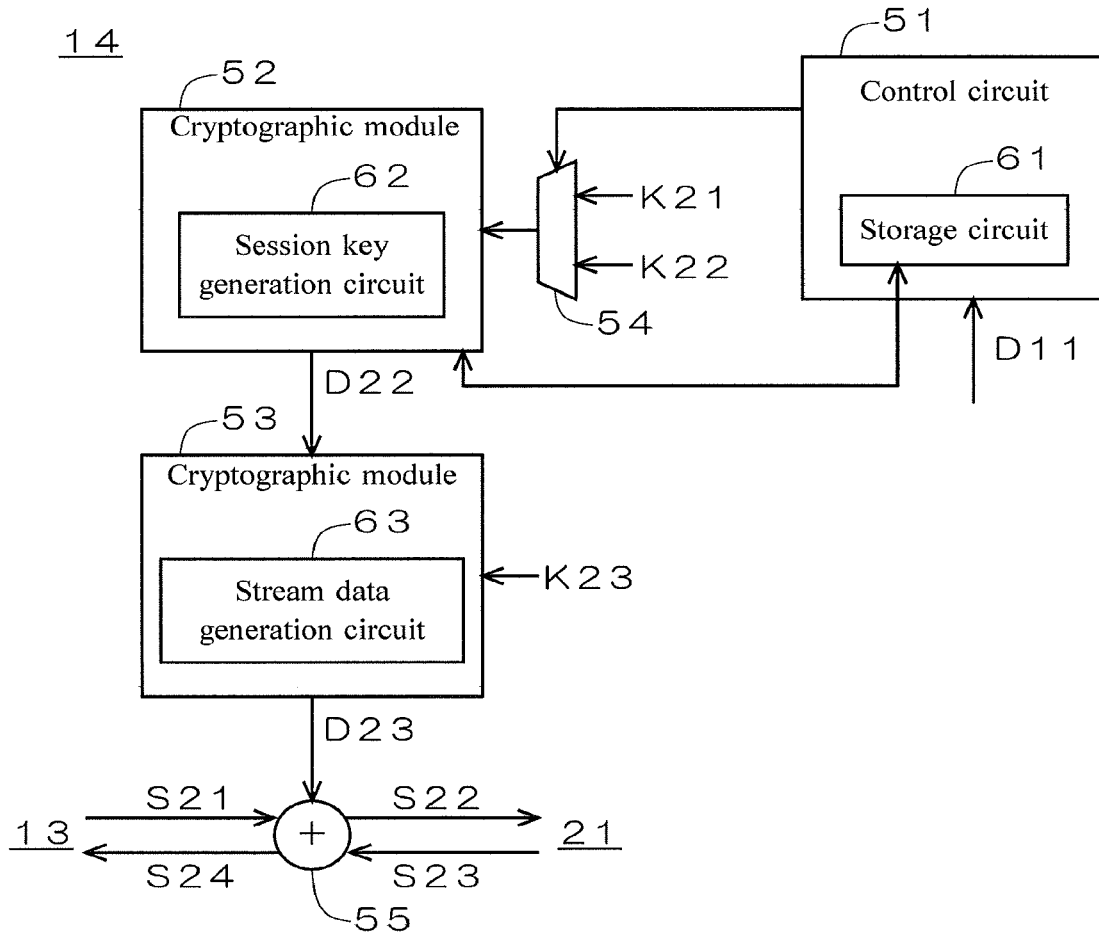 14
51
52
Control circuit
Cryptographic module
61
62
K21
Storage circuit
Session key
generation circuit
K22
54
D11
D22
53
Cryptographic module
63
K23
Stream data
generation circuit
D23
S21
S22
13
+
21
S24
S23
55